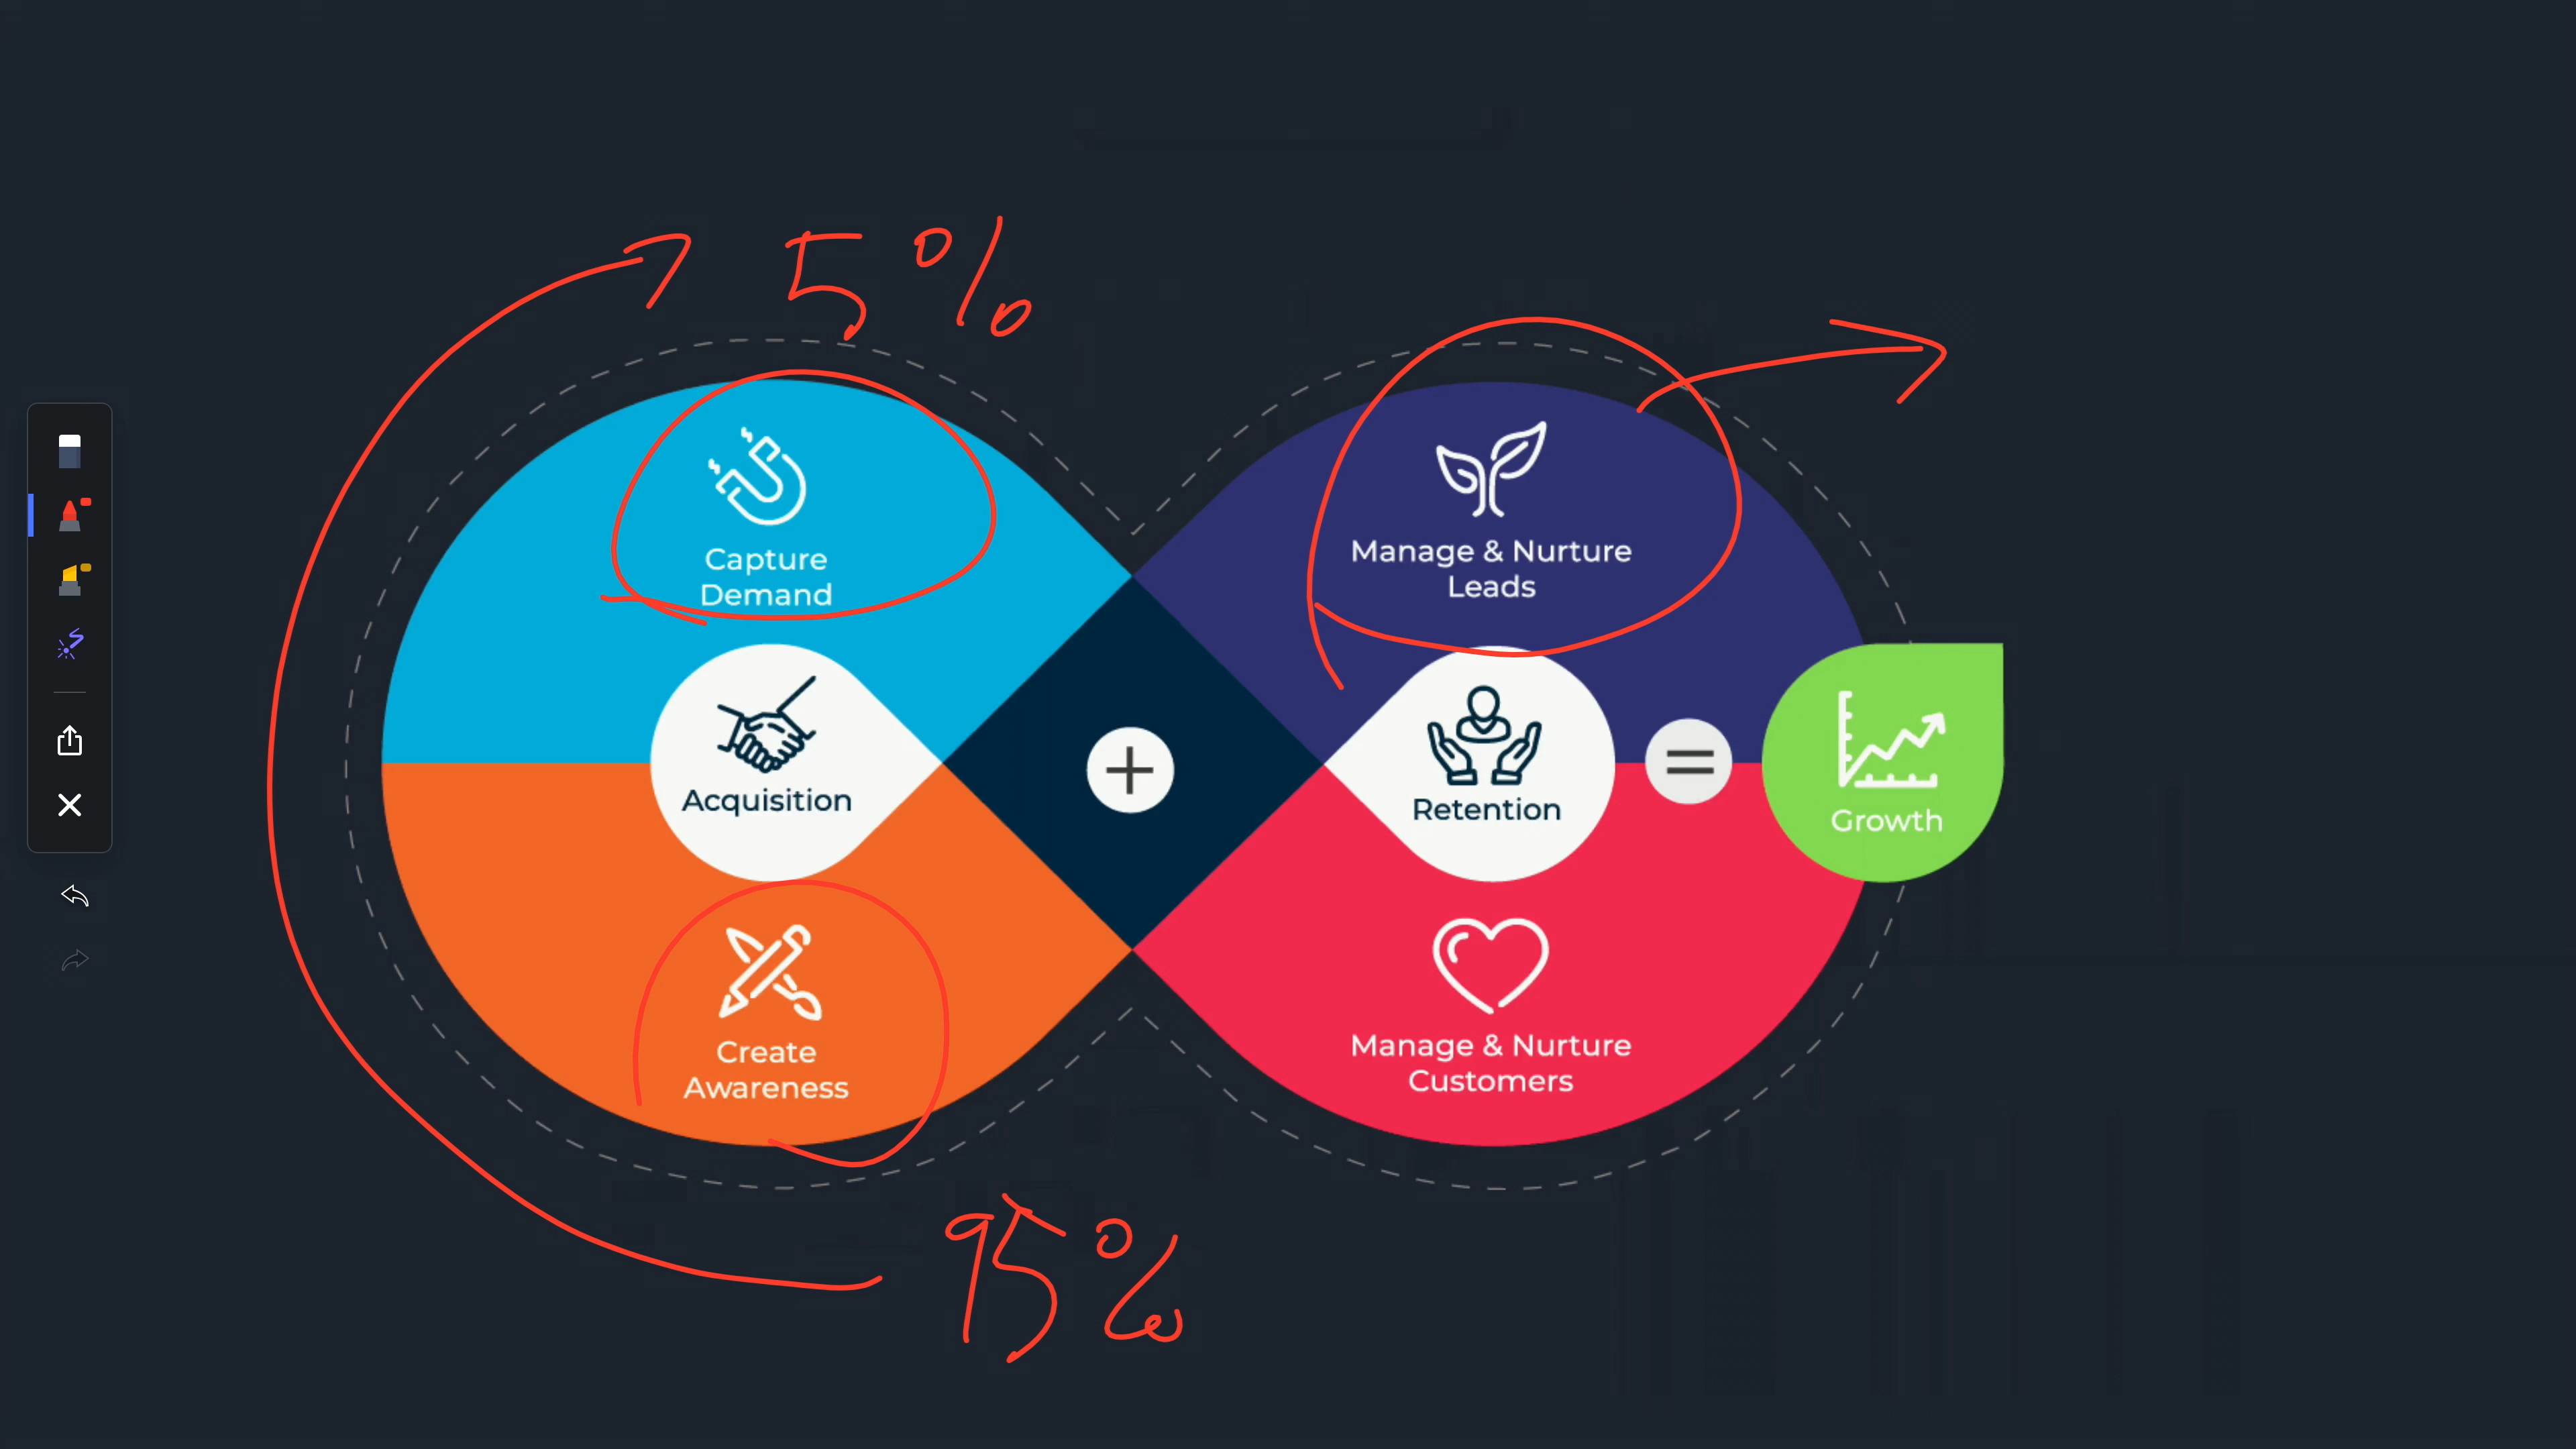 5%
Capture
Demand
Manage & Nurture
Leads
Acquisition
+
Retention
=
Growth
Create
Awareness
Manage & Nurture
Customers
95%